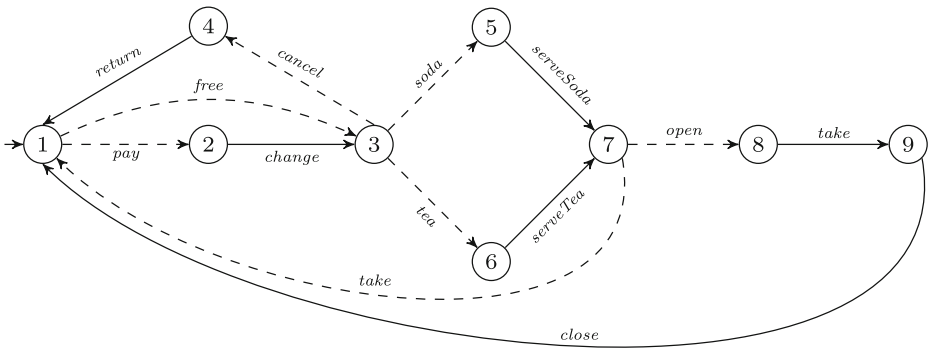 4
5
return
cancel
soda
serveSoda
free
1
pay
2
change
3
7
open
8
take
9
tea
serveTea
6
take
close